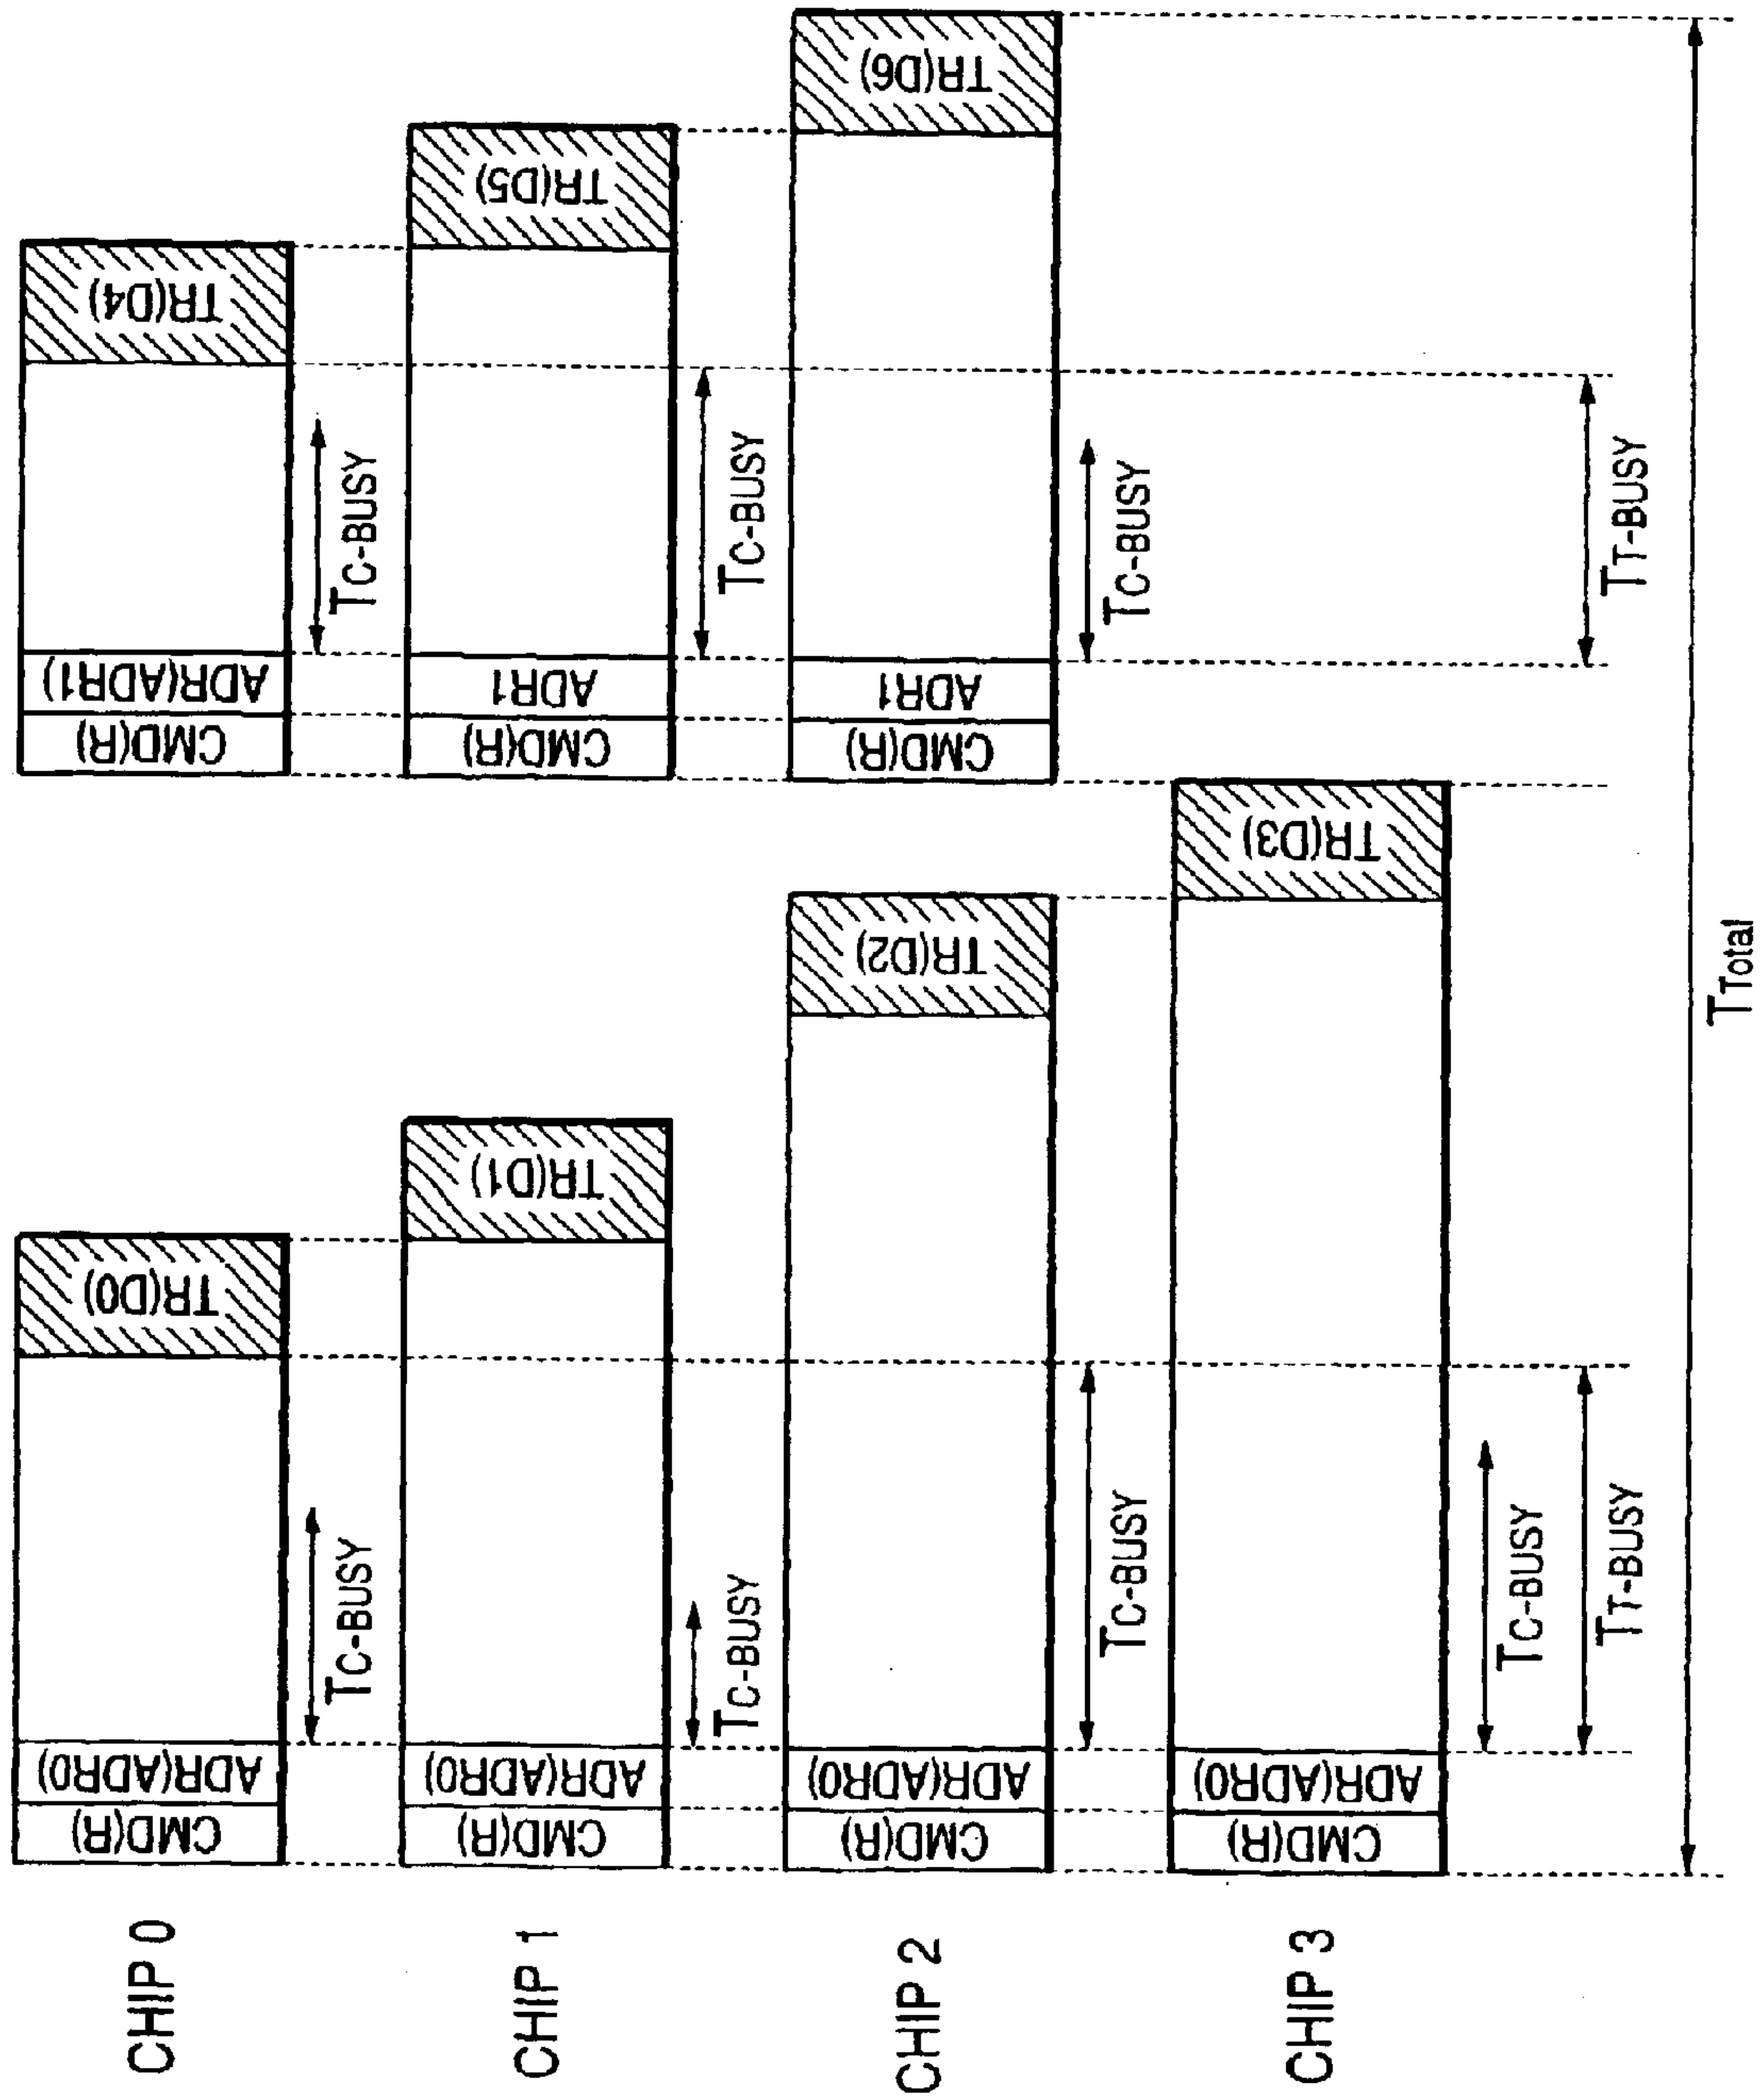 CHIP 0
CMD(R)
ADR(ADR0)
TR(D0)
CMD(R)
ADR(ADR1)
TR(D4)
TC-BUSY
TC-BUSY
CHIP 1
CMD(R)
ADR(ADR0)
TR(D1)
CMD(R)
ADR1
TR(D5)
TC-BUSY
TC-BUSY
CHIP 2
CMD(R)
ADR(ADR0)
TR(D2)
CMD(R)
ADR1
TR(D6)
TC-BUSY
TC-BUSY
CHIP 3
CMD(R)
ADR(ADR0)
TR(D3)
TC-BUSY
TT-BUSY
TT-BUSY
TTotal